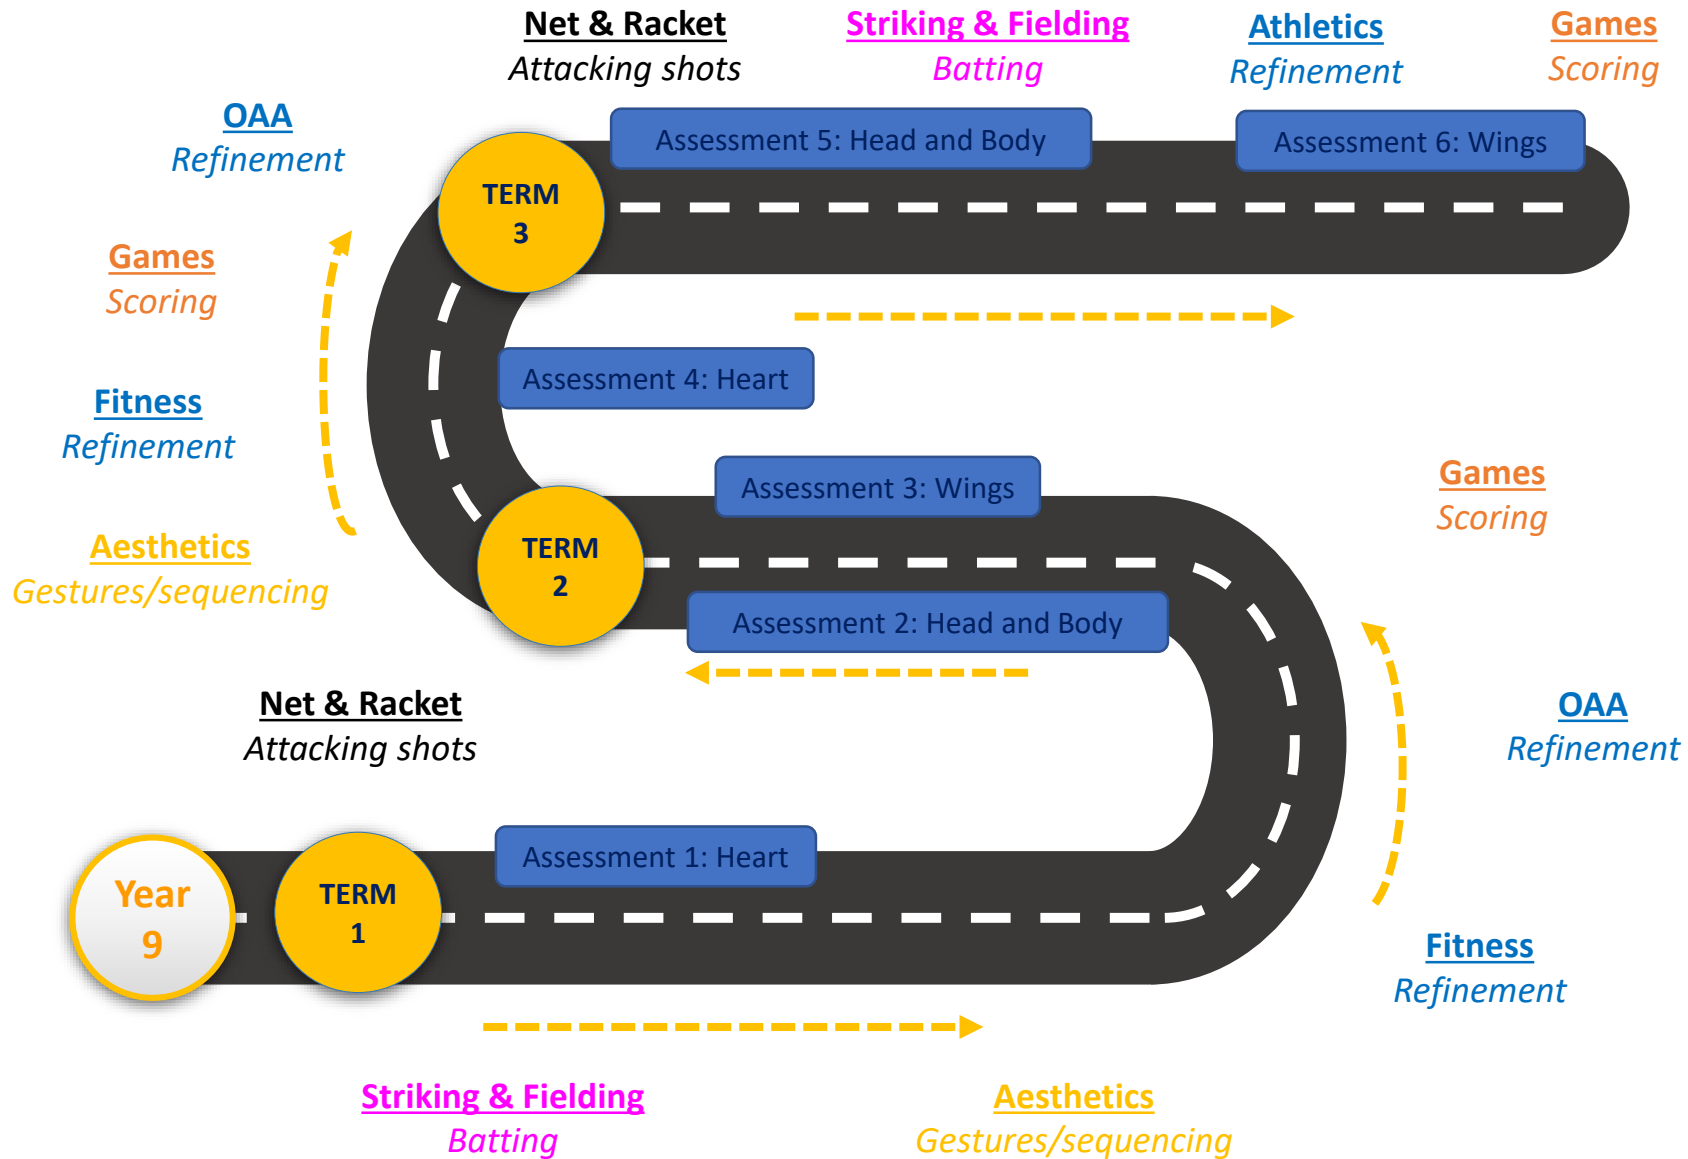 Net & Racket
Attacking shots
Striking & Fielding
Batting
Athletics
Refinement
Games
Scoring
OAA
Refinement
Assessment 5: Head and Body
Assessment 6: Wings
TERM
3
Games
Scoring
Assessment 4: Heart
Fitness
Refinement
Assessment 3: Wings
Games
Scoring
Aesthetics
Gestures/sequencing
TERM
2
Assessment 2: Head and Body
Net & Racket
Attacking shots
OAA
Refinement
Assessment 1: Heart
Year
9
TERM
1
Fitness
Refinement
Striking & Fielding
Batting
Aesthetics
Gestures/sequencing